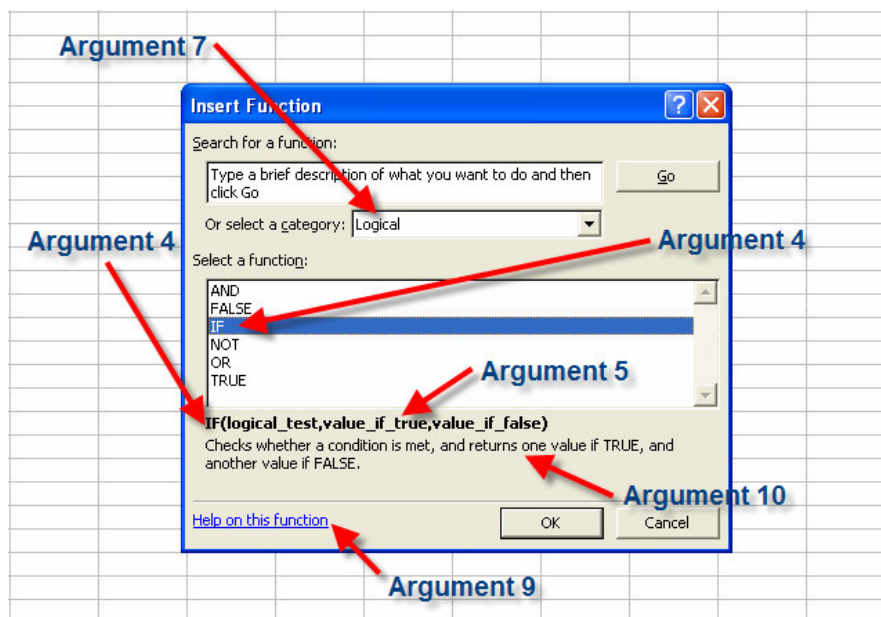 Argument 7
Insert Function
Search for a function:
Type a brief description of what you want to do and then
click Go
Go
Or select a category: Logical
Argument 4
Argument 4
Select a function:
AND
FALSE
IF
NOT
OR
TRUE
Argument 5
IF(logical_test,value_if_true,value_if_false)
Checks whether a condition is met, and returns one value if TRUE, and
another value if FALSE.
Argument 10
Help on this function
OK
Cancel
Argument 9